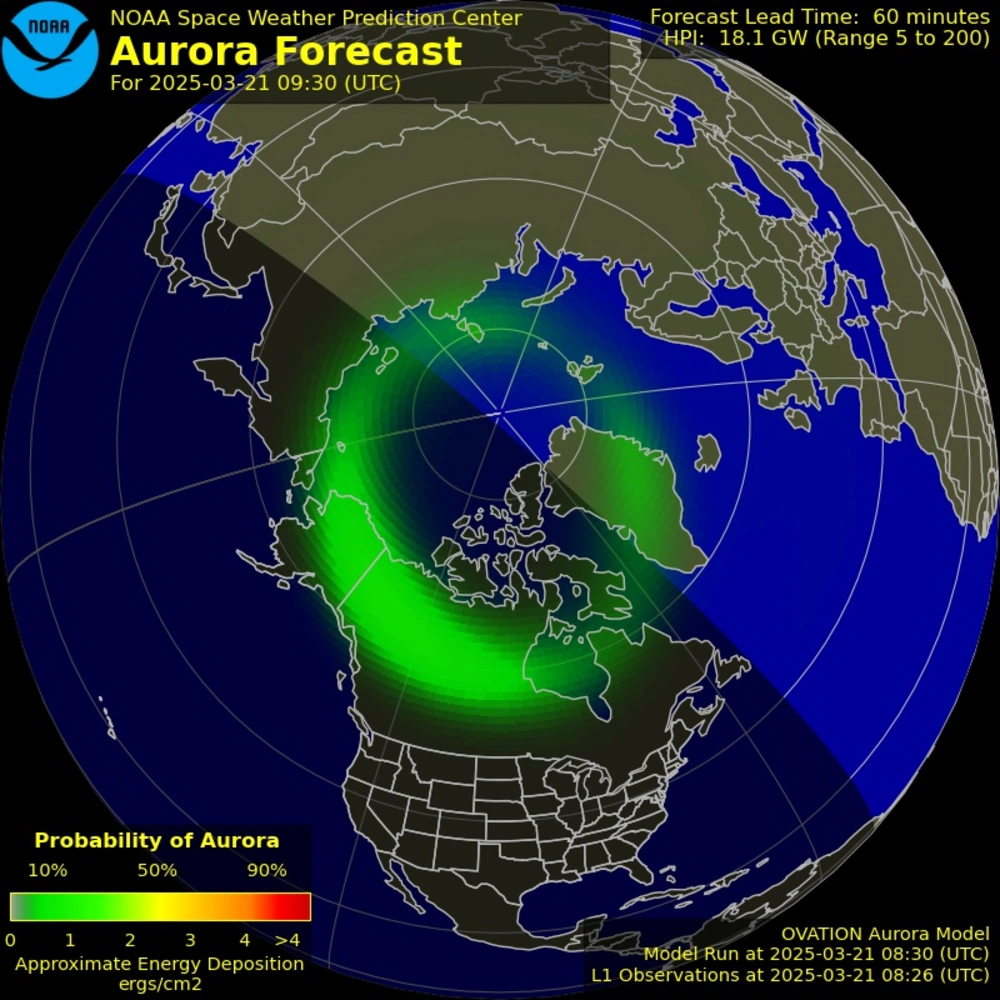 NOAA
NOAA Space Weather Prediction Center
Aurora Forecast
For 2025-03-21 09:30 (UTC)
Forecast Lead Time: 60 minutes
HPI: 18.1 GW (Range 5 to 200)
Probability of Aurora
10% 50% 90%
0 1 2 3 4 >4
Approximate Energy Deposition
ergs/cm2
OVATION Aurora Model
Model Run at 2025-03-21 08:30 (UTC)
L1 Observations at 2025-03-21 08:26 (UTC)